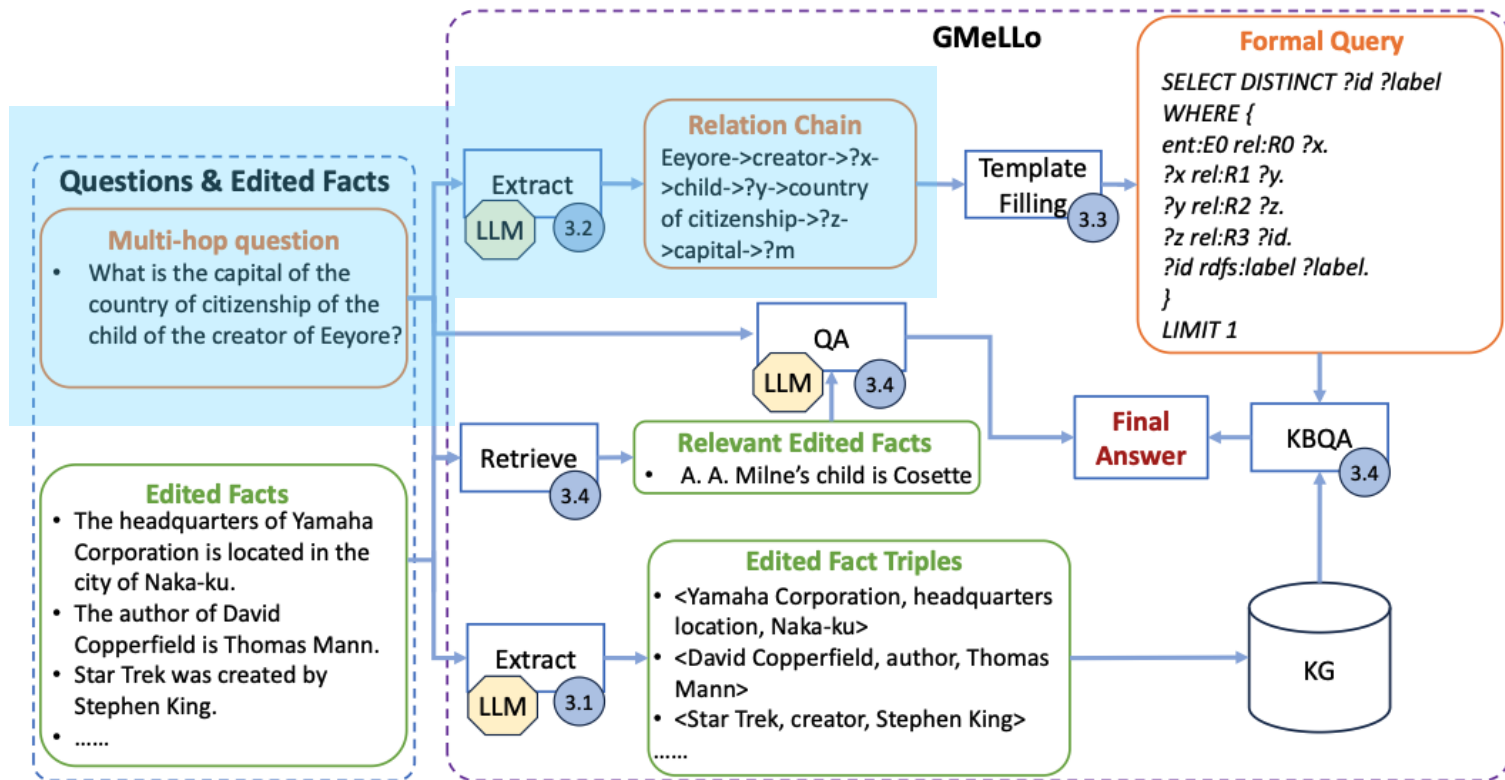 GMeLLo
Questions & Edited Facts
Multi-hop question
• What is the capital of the
country of citizenship of the
child of the creator of Eeyore?
Edited Facts
• The headquarters of Yamaha
Corporation is located in the
city of Naka-ku.
• The author of David
Copperfield is Thomas Mann.
• Star Trek was created by
Stephen King.
• ......
Extract
LLM
3.2
Relation Chain
Eeyore->creator->?x-
>child->?y->country
of citizenship->?z-
>capital->?m
Template
Filling
3.3
Formal Query
SELECT DISTINCT ?id ?label
WHERE {
ent:E0 rel:R0 ?x.
?x rel:R1 ?y.
?y rel:R2 ?z.
?z rel:R3 ?id.
?id rdfs:label ?label.
}
LIMIT 1
QA
LLM
3.4
Retrieve
3.4
Relevant Edited Facts
• A. A. Milne’s child is Cosette
Final
Answer
KBQA
3.4
Extract
LLM
3.1
Edited Fact Triples
• <Yamaha Corporation, headquarters
location, Naka-ku>
• <David Copperfield, author, Thomas
Mann>
• <Star Trek, creator, Stephen King>
......
KG